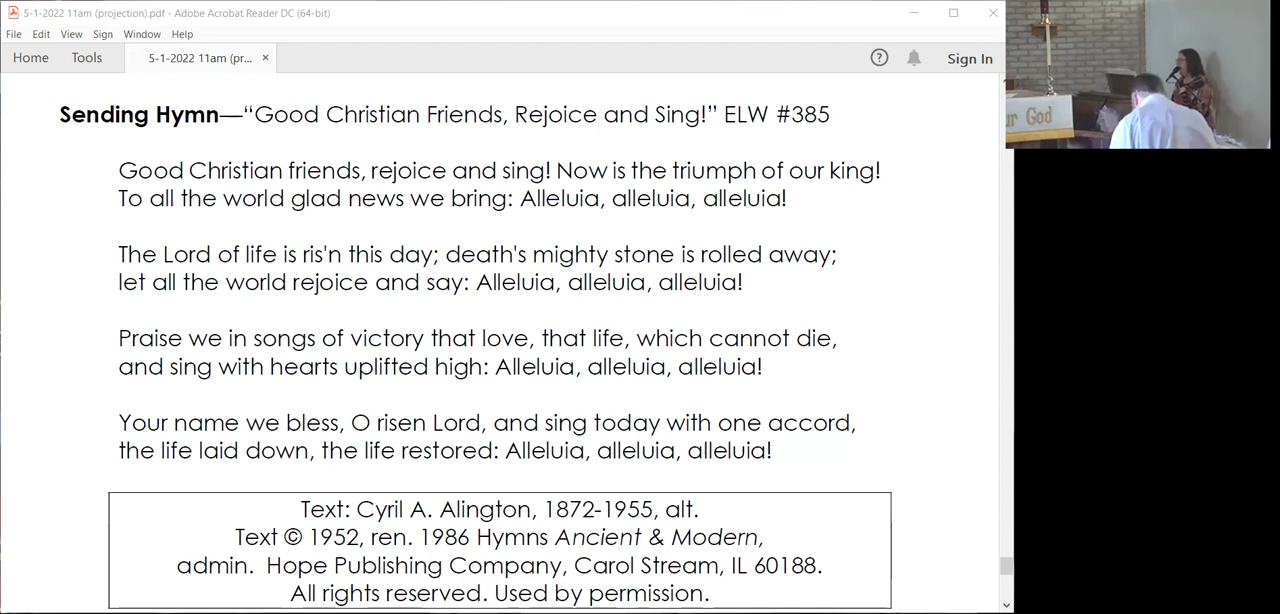 5-1-2022 11am (projection).pdf - Adobe Acrobat Reader DC (64-bit)
File Edit View Sign Window Help
Home Tools 5-1-2022 11am (pr... × Sign In
Sending Hymn—“Good Christian Friends, Rejoice and Sing!” ELW #385
Good Christian friends, rejoice and sing! Now is the triumph of our king!
To all the world glad news we bring: Alleluia, alleluia, alleluia!
The Lord of life is ris'n this day; death's mighty stone is rolled away;
let all the world rejoice and say: Alleluia, alleluia, alleluia!
Praise we in songs of victory that love, that life, which cannot die,
and sing with hearts uplifted high: Alleluia, alleluia, alleluia!
Your name we bless, O risen Lord, and sing today with one accord,
the life laid down, the life restored: Alleluia, alleluia, alleluia!
Text: Cyril A. Alington, 1872-1955, alt.
Text © 1952, ren. 1986 Hymns Ancient & Modern,
admin. Hope Publishing Company, Carol Stream, IL 60188.
All rights reserved. Used by permission.
ur God